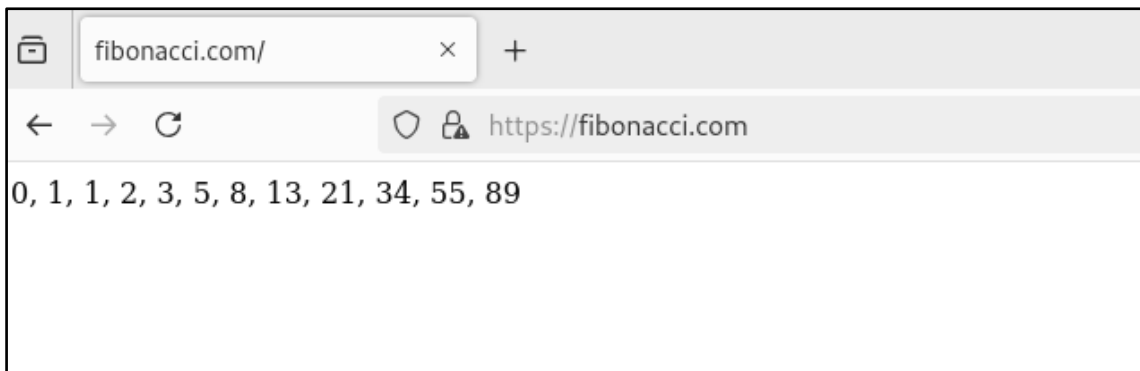 fibonacci.com/
https://fibonacci.com
0, 1, 1, 2, 3, 5, 8, 13, 21, 34, 55, 89